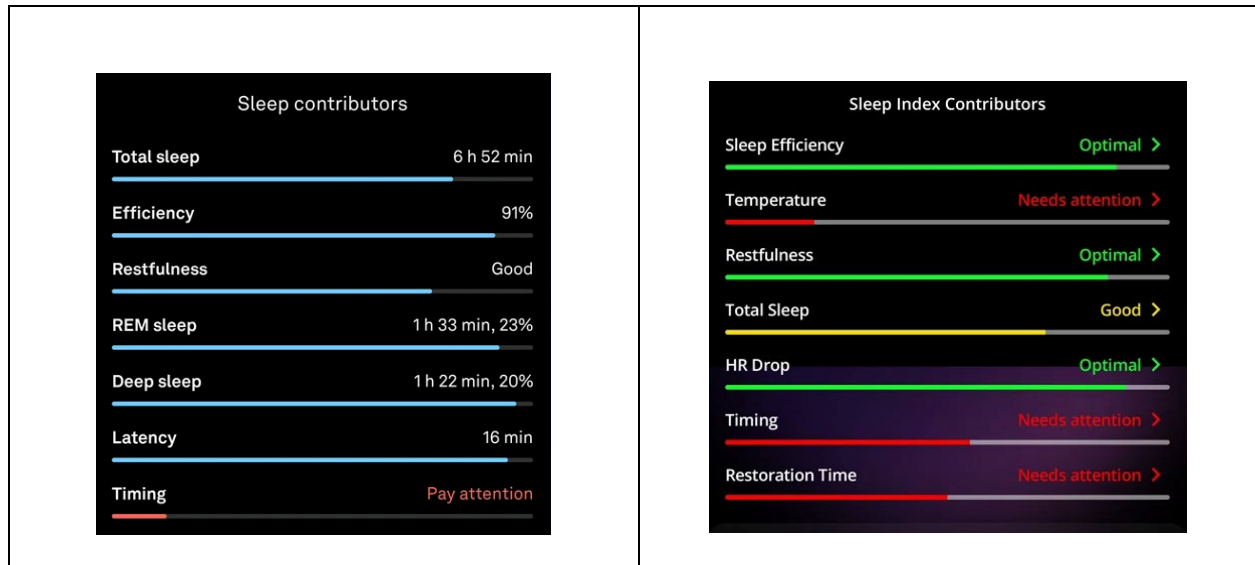 Sleep contributors
Total sleep 6 h 52 min
Efficiency 91%
Restfulness Good
REM sleep 1 h 33 min, 23%
Deep sleep 1 h 22 min, 20%
Latency 16 min
Timing Pay attention
Sleep Index Contributors
Sleep Efficiency Optimal >
Temperature Needs attention >
Restfulness Optimal >
Total Sleep Good >
HR Drop Optimal >
Timing Needs attention >
Restoration Time Needs attention >